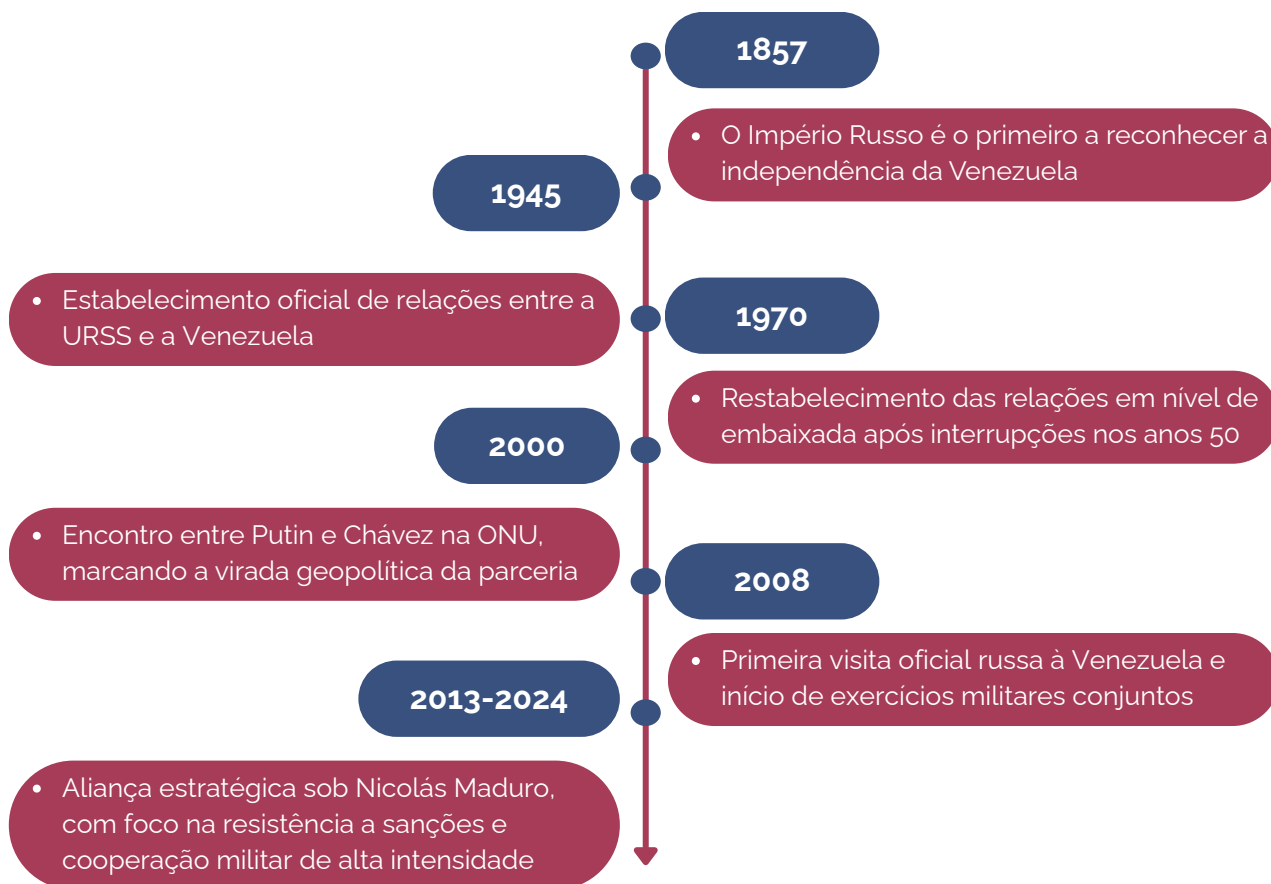 1857
• O Império Russo é o primeiro a reconhecer a
independência da Venezuela
1945
• Estabelecimento oficial de relações entre a
URSS e a Venezuela
1970
• Restabelecimento das relações em nível de
embaixada após interrupções nos anos 50
2000
• Encontro entre Putin e Chávez na ONU,
marcando a virada geopolítica da parceria
2008
• Primeira visita oficial russa à Venezuela e
início de exercícios militares conjuntos
2013-2024
• Aliança estratégica sob Nicolás Maduro,
com foco na resistência a sanções e
cooperação militar de alta intensidade